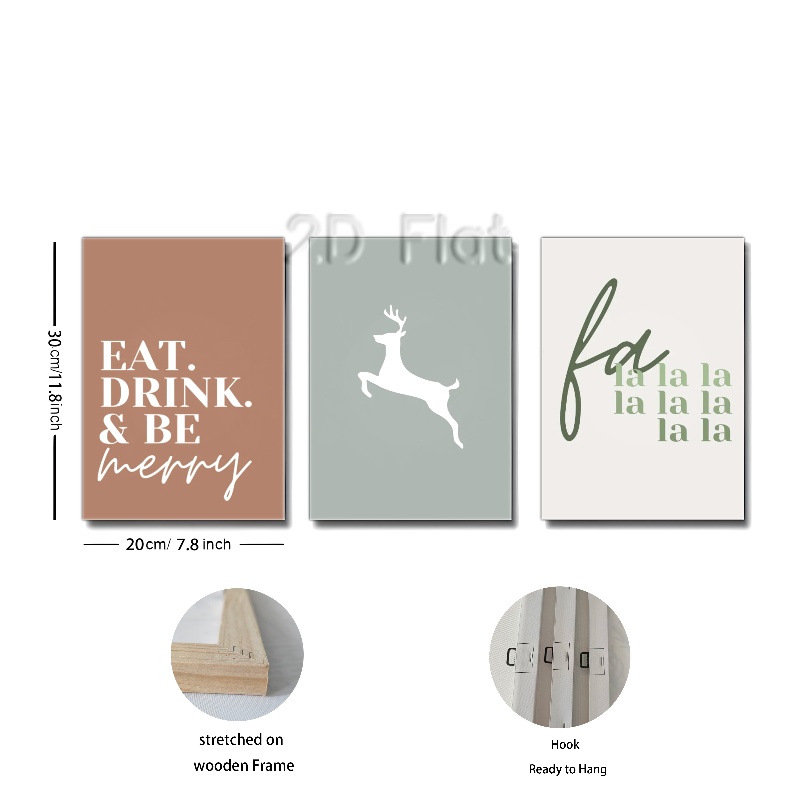 2D Flat
EAT.
DRINK.
& BE
merry
fa
la la la
la la la
la la
30cm/11.8inch
20cm/ 7.8 inch
stretched on
wooden Frame
Hook
Ready to Hang